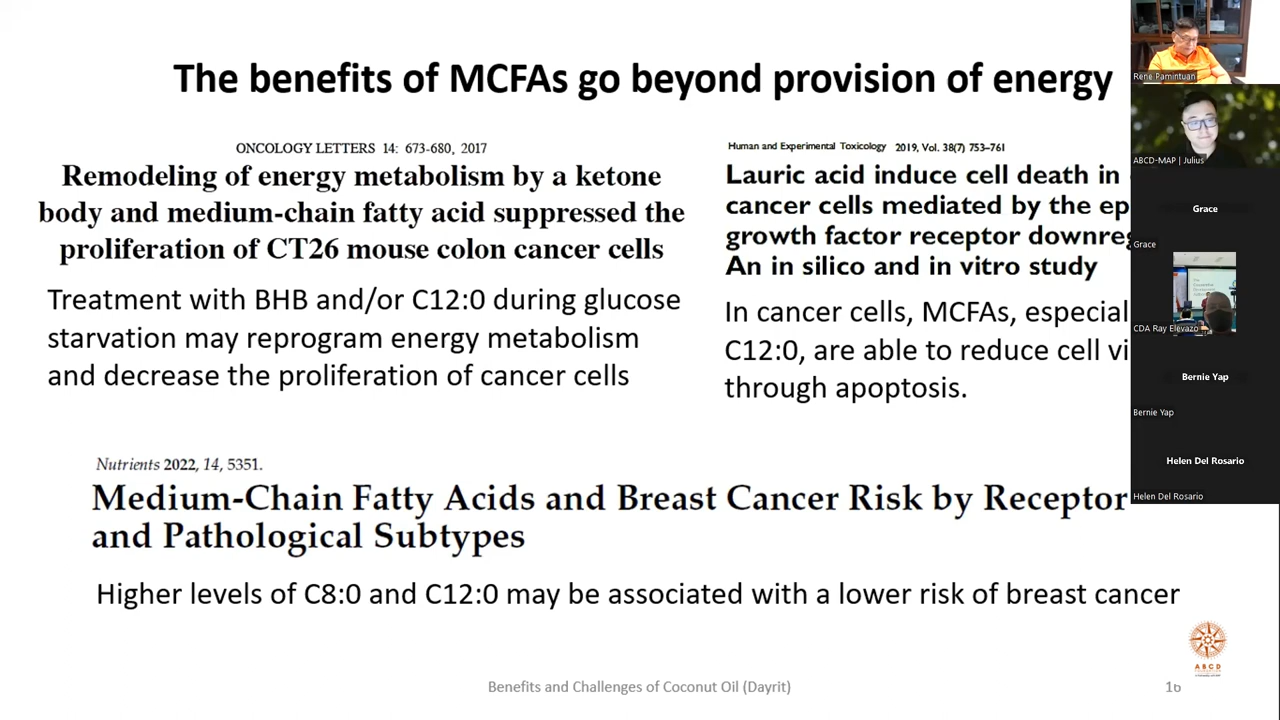 The benefits of MCFAs go beyond provision of energy
ONCOLOGY LETTERS 14: 673-680, 2017
Remodeling of energy metabolism by a ketone
body and medium-chain fatty acid suppressed the
proliferation of CT26 mouse colon cancer cells
Treatment with BHB and/or C12:0 during glucose
starvation may reprogram energy metabolism
and decrease the proliferation of cancer cells
Human and Experimental Toxicology 2019, Vol. 38(7) 753–761
Lauric acid induce cell death in
cancer cells mediated by the ep
growth factor receptor downreg
An in silico and in vitro study
In cancer cells, MCFAs, especial
C12:0, are able to reduce cell vi
through apoptosis.
Nutrients 2022, 14, 5351.
Medium-Chain Fatty Acids and Breast Cancer Risk by Receptor
and Pathological Subtypes
Higher levels of C8:0 and C12:0 may be associated with a lower risk of breast cancer
Benefits and Challenges of Coconut Oil (Dayrit)
16
ABCD
Rene Pamintuan
ABCD-MAP | Julius
Grace
Grace
CDA Ray Elevazo
Bernie Yap
Bernie Yap
Helen Del Rosario
Helen Del Rosario